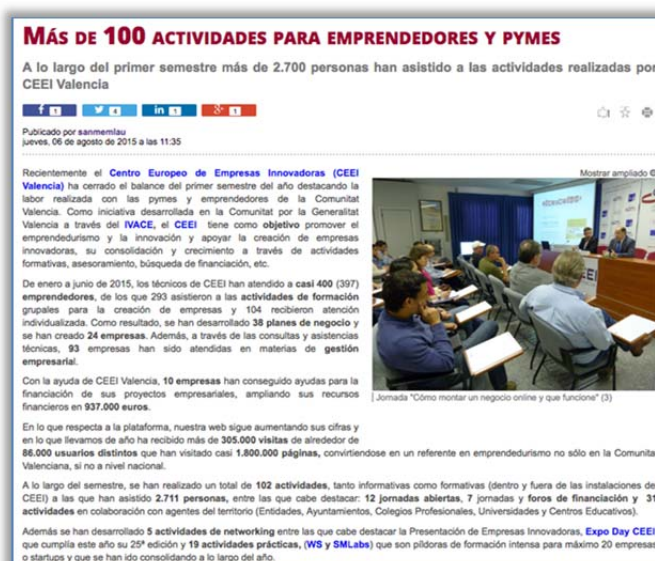 MÁS DE 100 ACTIVIDADES PARA EMPRENDEDORES Y PYMES
A lo largo del primer semestre más de 2.700 personas han asistido a las actividades realizadas por
CEEI Valencia
f 1
4
in 1
1
Publicado por sanmemlau
jueves, 06 de agosto de 2015 a las 11:35
Mostrar ampliado
Recientemente el Centro Europeo de Empresas Innovadoras (CEEI
Valencia) ha cerrado el balance del primer semestre del año destacando la
labor realizada con las pymes y emprendedores de la Comunitat
Valencia. Como iniciativa desarrollada en la Comunitat por la Generalitat
Valencia a través del IVACE, el CEEI tiene como objetivo promover el
emprendedurismo y la innovación y apoyar la creación de empresas
innovadoras, su consolidación y crecimiento a través de actividades
formativas, asesoramiento, búsqueda de financiación, etc.
De enero a junio de 2015, los técnicos de CEEI han atendido a casi 400 (397)
emprendedores, de los que 293 asistieron a las actividades de formación
grupales para la creación de empresas y 104 recibieron atención
individualizada. Como resultado, se han desarrollado 38 planes de negocio y
se han creado 24 empresas. Además, a través de las consultas y asistencias
técnicas, 93 empresas han sido atendidas en materias de gestión
empresarial.
Jornada "Cómo montar un negocio online y que funcione" (3)
Con la ayuda de CEEI Valencia, 10 empresas han conseguido ayudas para la
financiación de sus proyectos empresariales, ampliando sus recursos
financieros en 937.000 euros.
En lo que respecta a la plataforma, nuestra web sigue aumentando sus cifras y
en lo que llevamos de año ha recibido más de 305.000 visitas de alrededor de
86.000 usuarios distintos que han visitado casi 1.800.000 páginas, convirtiendose en un referente en emprendedurismo no sólo en la Comunita
Valenciana, si no a nivel nacional.
A lo largo del semestre, se han realizado un total de 102 actividades, tanto informativas como formativas (dentro y fuera de las instalaciones de
CEEI) a las que han asistido 2.711 personas, entre las que cabe destacar: 12 jornadas abiertas, 7 jornadas y foros de financiación y 31
actividades en colaboración con agentes del territorio (Entidades, Ayuntamientos, Colegios Profesionales, Universidades y Centros Educativos).
Además se han desarrollado 5 actividades de networking entre las que cabe destacar la Presentación de Empresas Innovadoras, Expo Day CEEI
que cumplía este año su 25ª edición y 19 actividades prácticas, (WS y SMLabs) que son píldoras de formación intensa para máximo 20 empresas
o startups y que se han ido consolidando a lo largo del año.